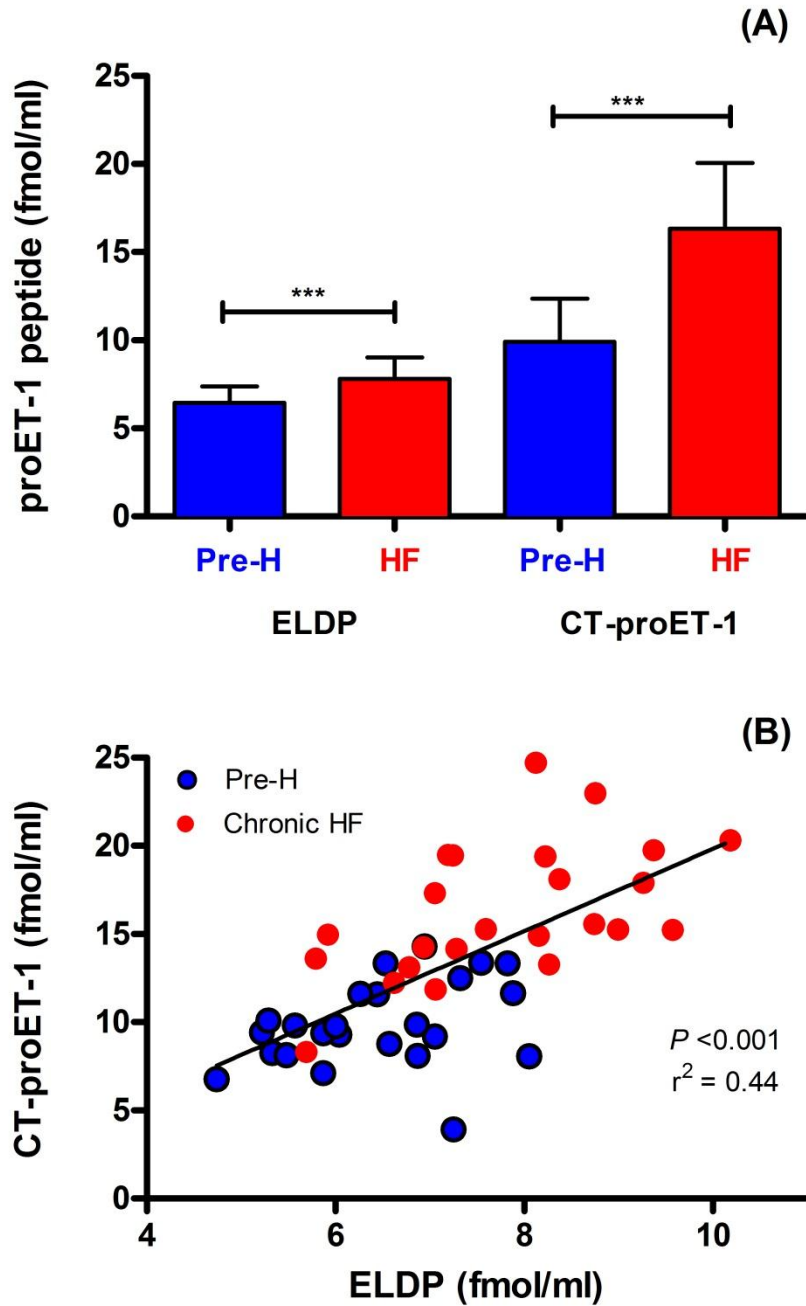 (A)
proET-1 peptide (fmol/ml)
25
20
15
10
5
0
***
***
Pre-H HF Pre-H HF
ELDP CT-proET-1
(B)
CT-proET-1 (fmol/ml)
25
20
15
10
5
0
Pre-H
Chronic HF
P <0.001
r² = 0.44
4 6 8 10
ELDP (fmol/ml)